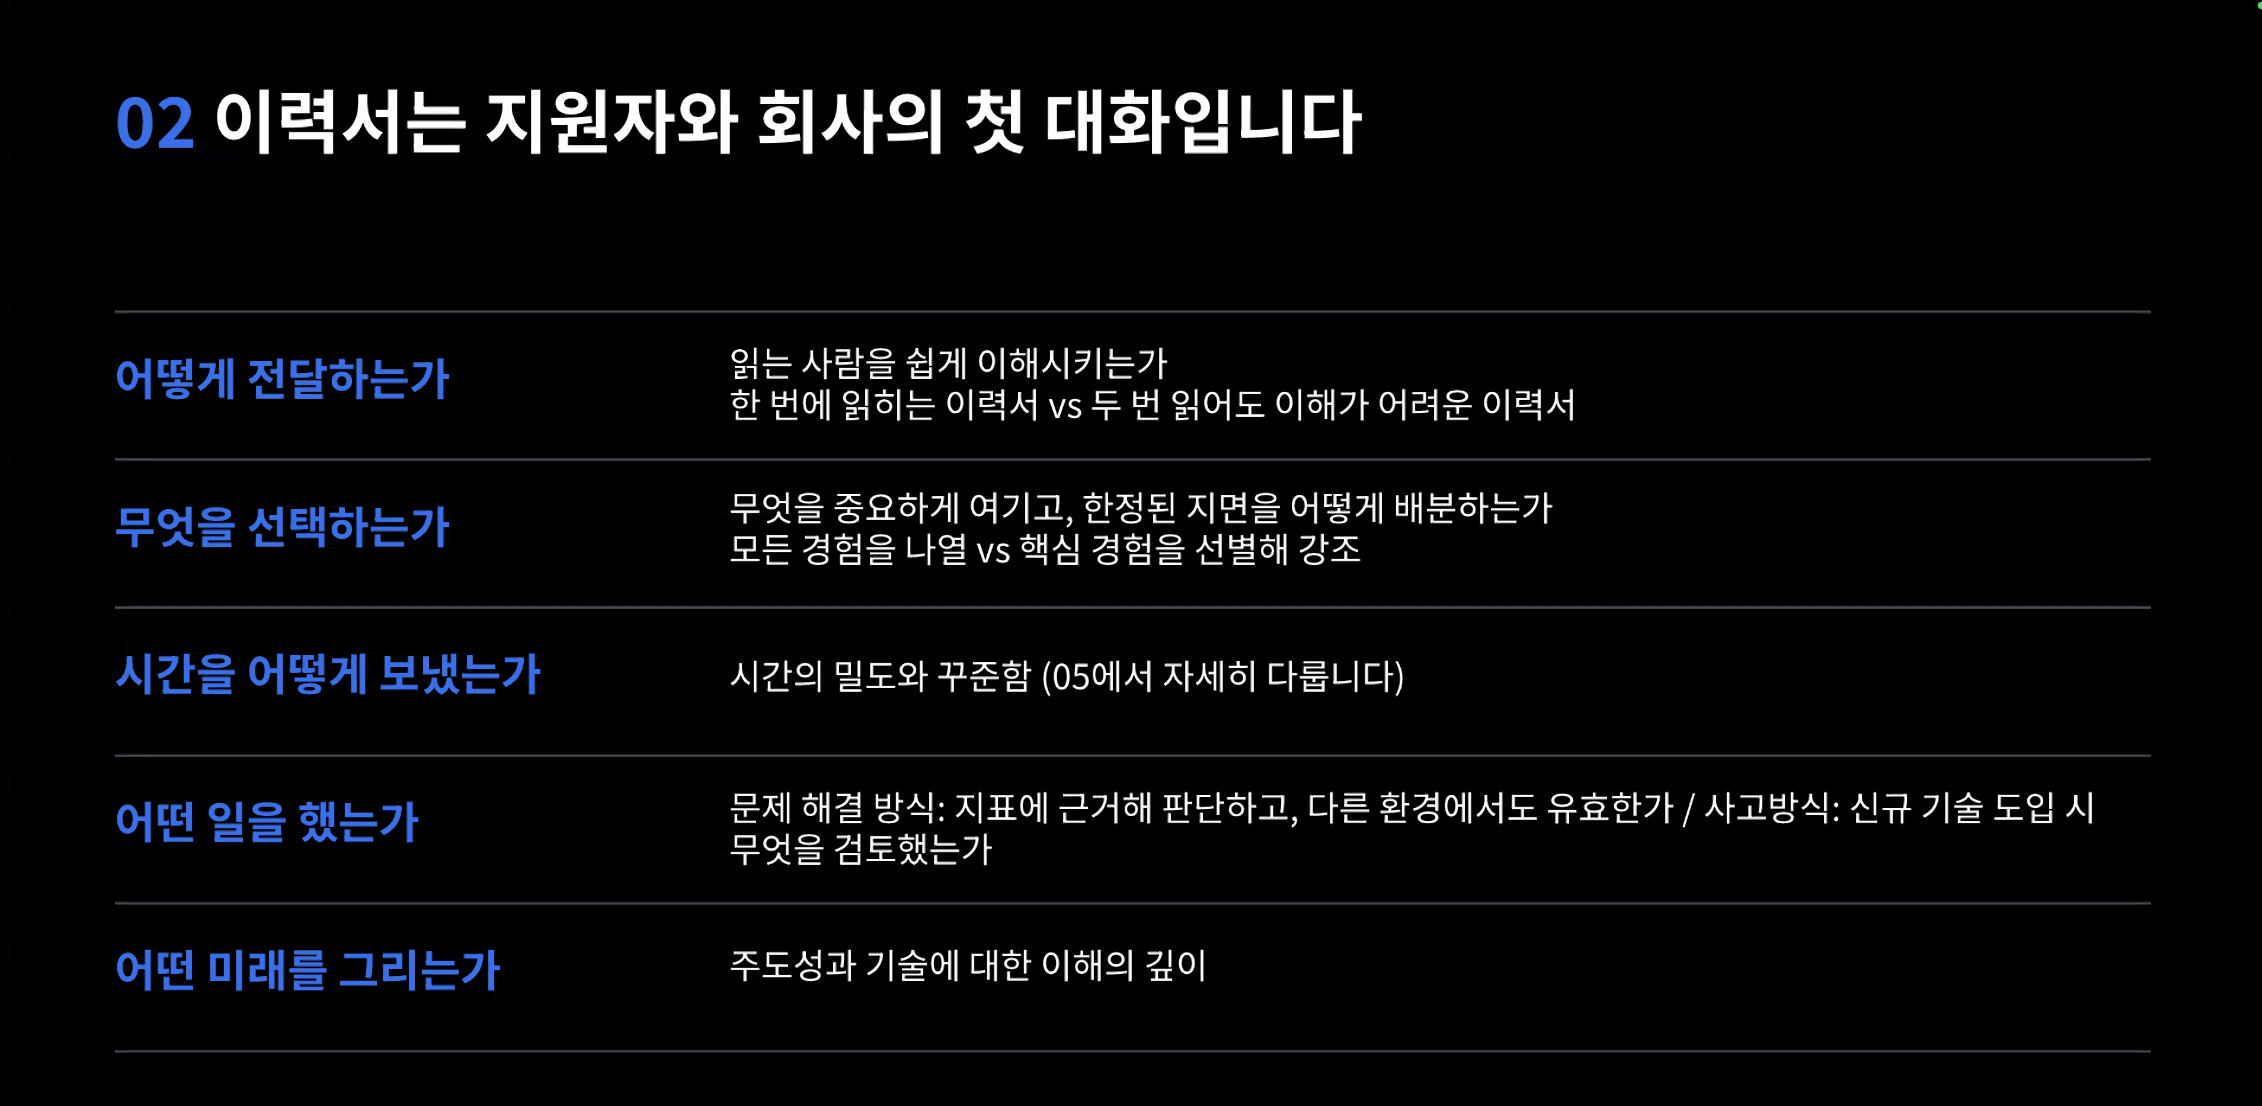 02 이력서는 지원자와 회사의 첫 대화입니다
어떻게 전달하는가
읽는 사람을 쉽게 이해시키는가
한 번에 읽히는 이력서 vs 두 번 읽어도 이해가 어려운 이력서
무엇을 선택하는가
무엇을 중요하게 여기고, 한정된 지면을 어떻게 배분하는가
모든 경험을 나열 vs 핵심 경험을 선별해 강조
시간을 어떻게 보냈는가
시간의 밀도와 꾸준함 (05에서 자세히 다룹니다)
어떤 일을 했는가
문제 해결 방식: 지표에 근거해 판단하고, 다른 환경에서도 유효한가 / 사고방식: 신규 기술 도입 시
무엇을 검토했는가
어떤 미래를 그리는가
주도성과 기술에 대한 이해의 깊이